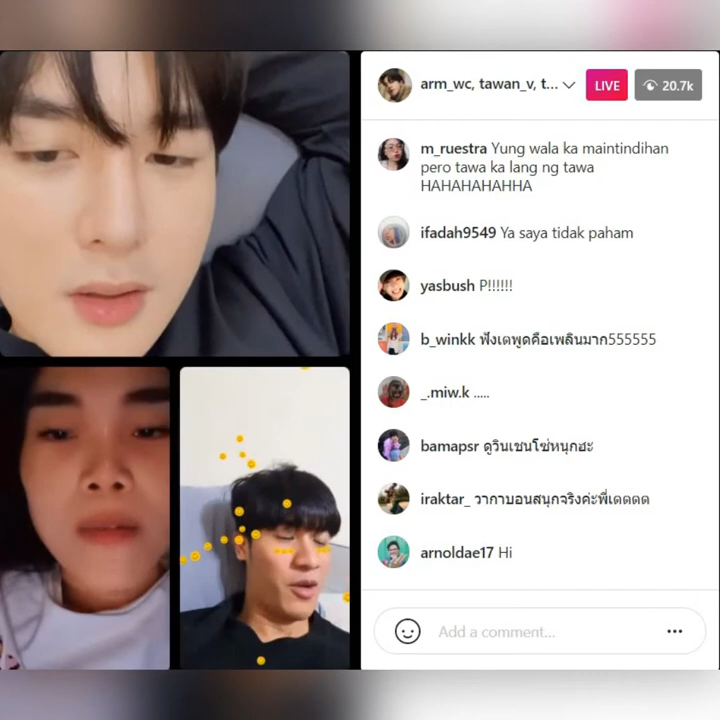 arm_wc, tawan_v, t...
LIVE
20.7k
m_ruestra Yung wala ka maintindihan
pero tawa ka lang ng tawa
HAHAHAHAHHA
ifadah9549 Ya saya tidak paham
yasbush P!!!!!!
b_winkk ฟังเตพูดคือเพลินมาก555555
_.miw.k .....
bamapsr ดูวินเชนโซ่หนุกฮะ
iraktar_ วากาบอนสนุกจริงค่ะพี่เตตตต
arnoldae17 Hi
Add a comment...